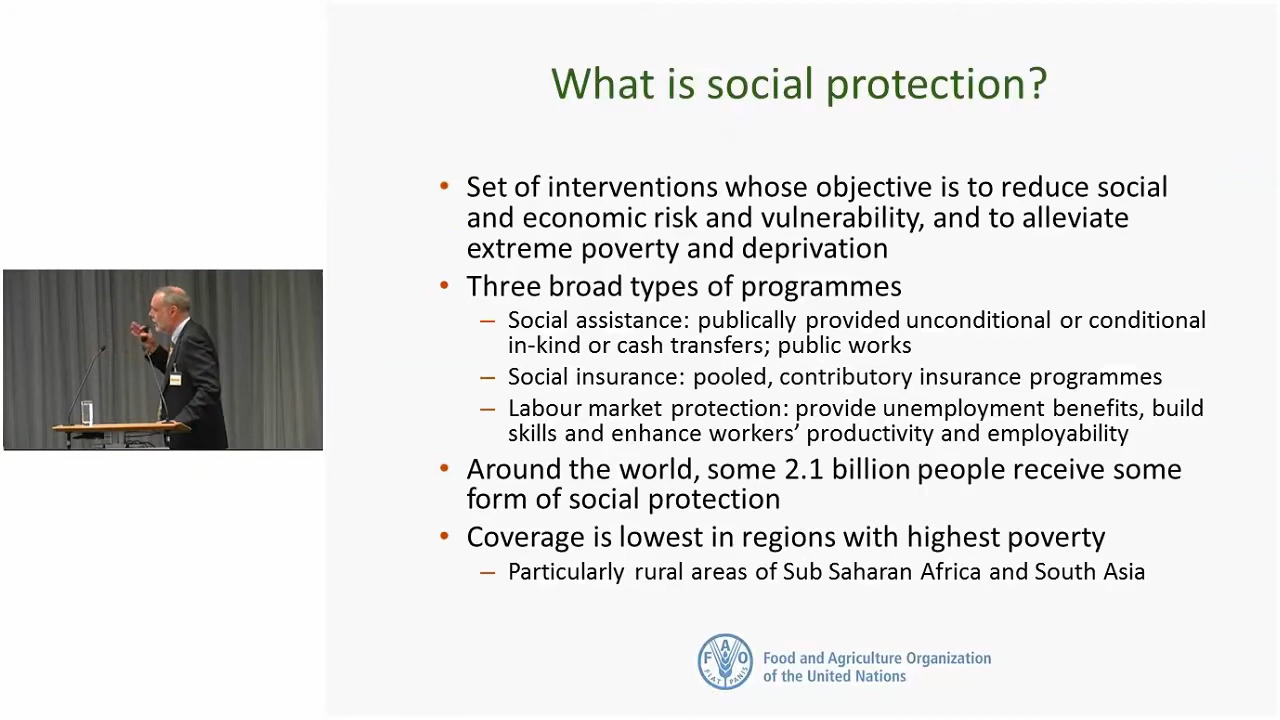 What is social protection?
• Set of interventions whose objective is to reduce social
and economic risk and vulnerability, and to alleviate
extreme poverty and deprivation
• Three broad types of programmes
– Social assistance: publically provided unconditional or conditional
in-kind or cash transfers; public works
– Social insurance: pooled, contributory insurance programmes
– Labour market protection: provide unemployment benefits, build
skills and enhance workers’ productivity and employability
• Around the world, some 2.1 billion people receive some
form of social protection
• Coverage is lowest in regions with highest poverty
– Particularly rural areas of Sub Saharan Africa and South Asia
F A O
FIAT PANIS
Food and Agriculture Organization
of the United Nations